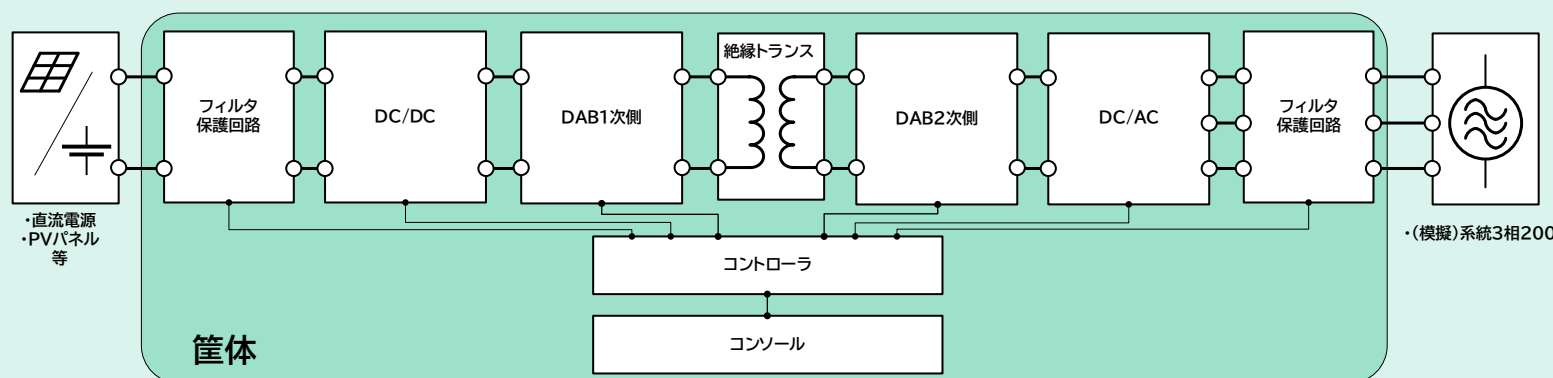 フィルタ
保護回路
DC/DC
DAB1次側
絶縁トランス
DAB2次側
DC/AC
フィルタ
保護回路
・直流電源
・PVパネル
等
・(模擬)系統3相200
コントローラ
コンソール
筐体